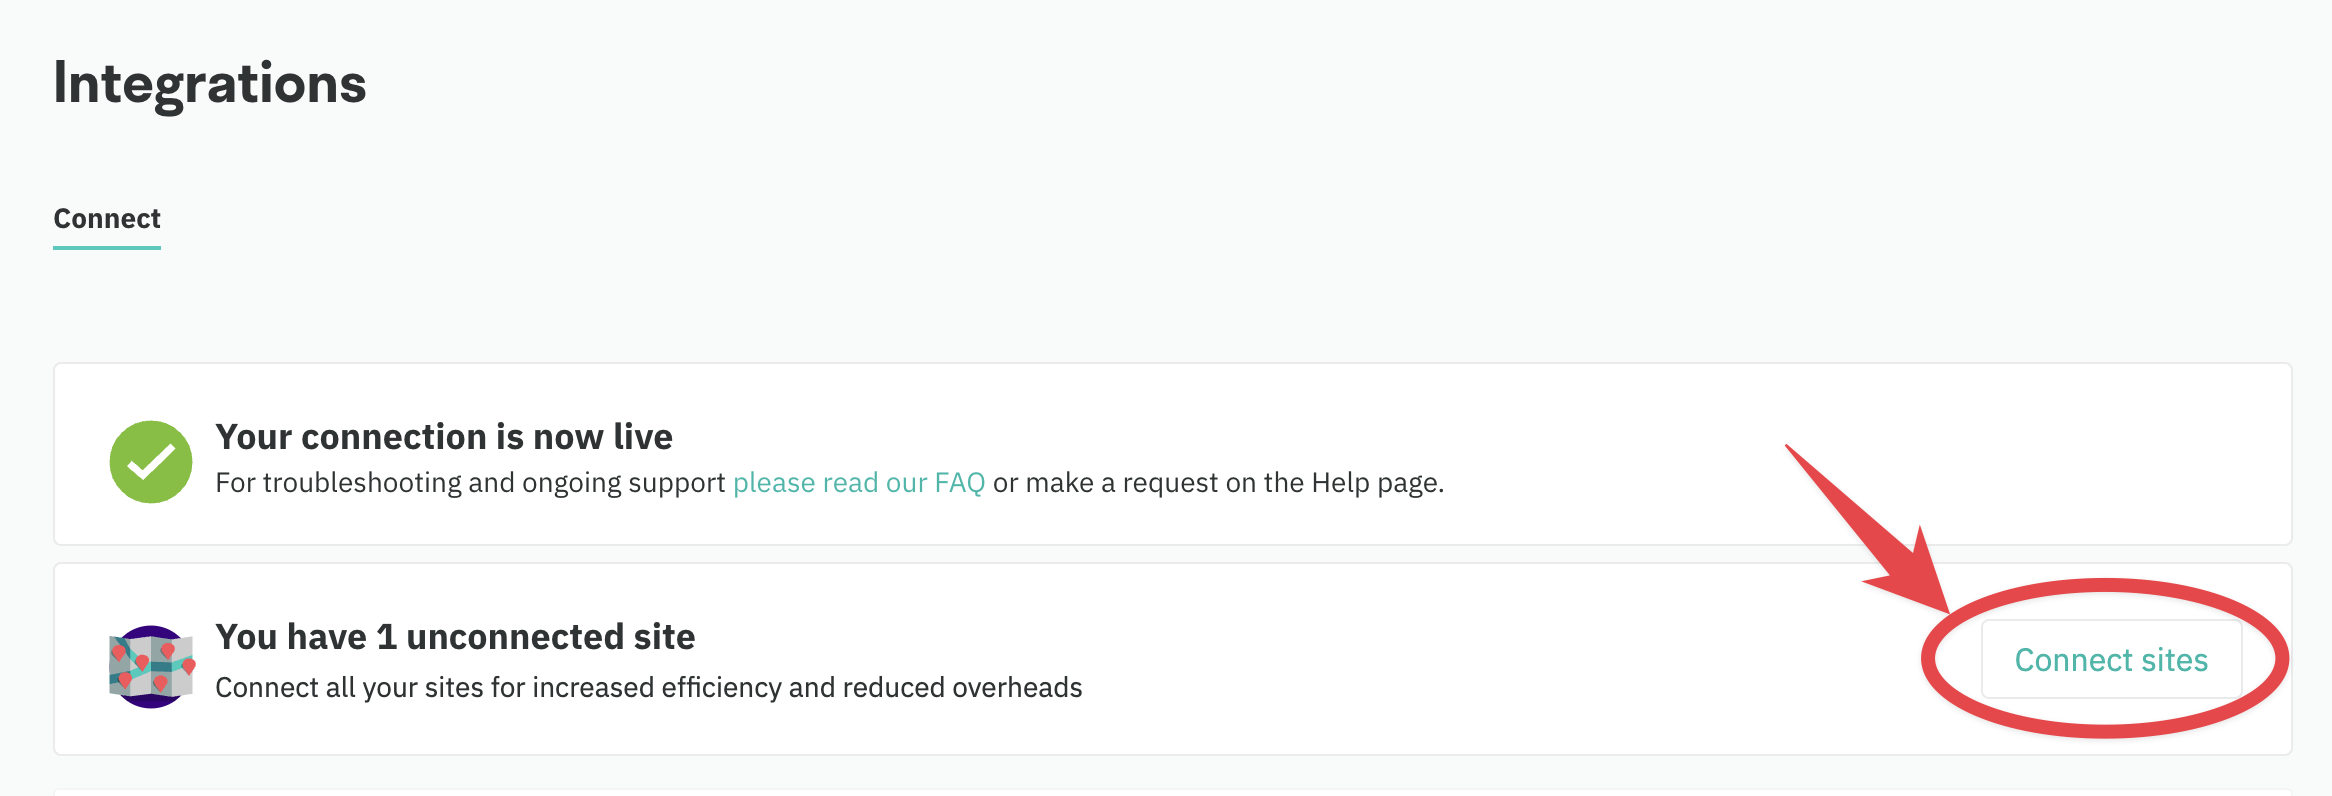 Integrations
Connect
Your connection is now live
For troubleshooting and ongoing support please read our FAQ or make a request on the Help page.
You have 1 unconnected site
Connect all your sites for increased efficiency and reduced overheads
Connect sites